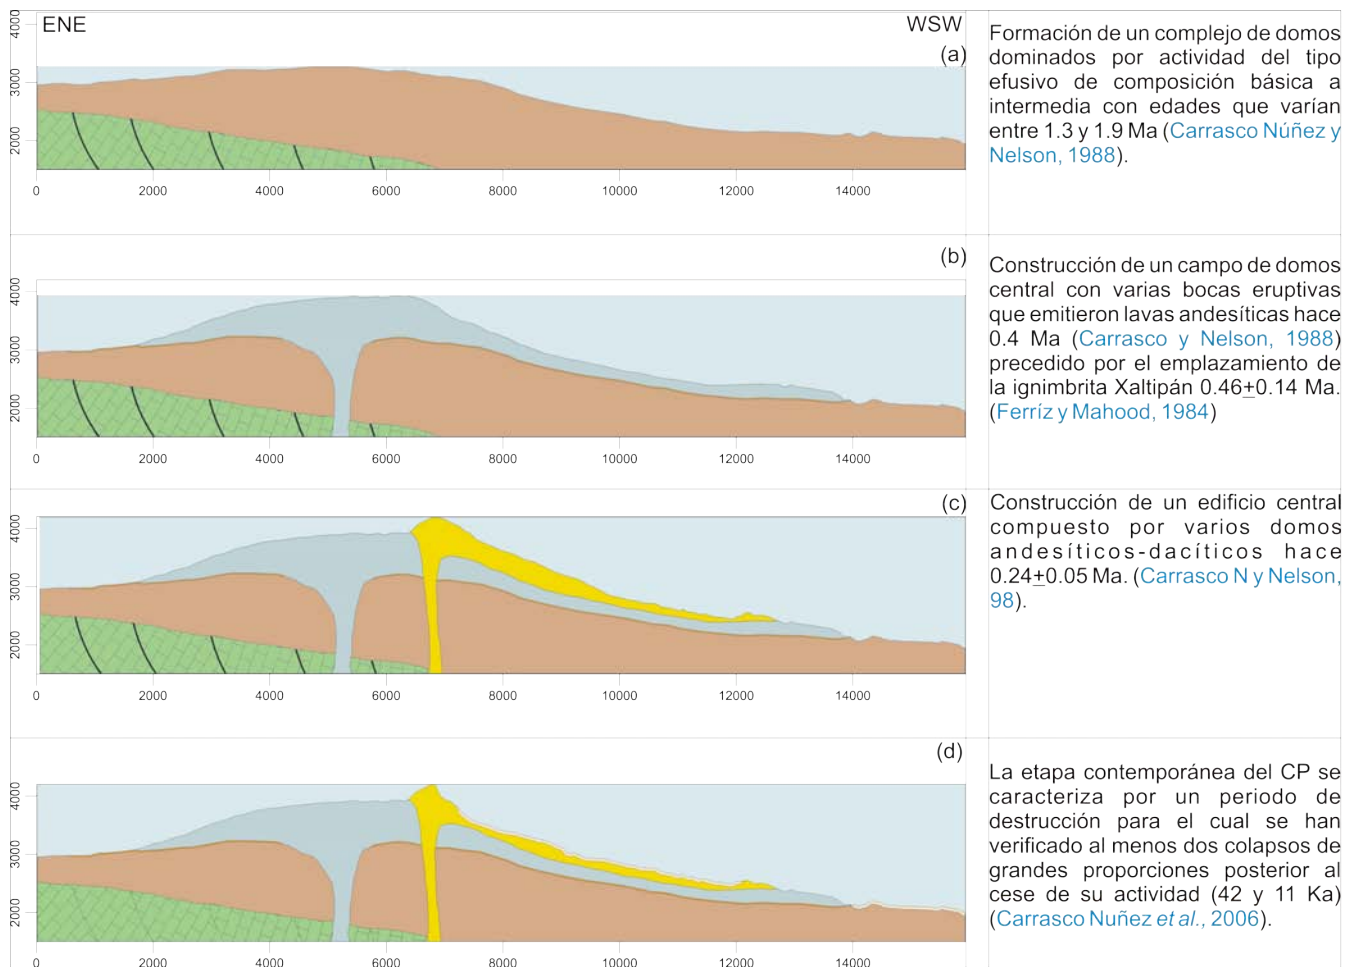 ENE
WSW
(a)
4000
3000
2000
0 2000 4000 6000 8000 10000 12000 14000
Formación de un complejo de domos
dominados por actividad del tipo
efusivo de composición básica a
intermedia con edades que varían
entre 1.3 y 1.9 Ma (Carrasco Núñez y
Nelson, 1988).
(b)
4000
3000
2000
0 2000 4000 6000 8000 10000 12000 14000
Construcción de un campo de domos
central con varias bocas eruptivas
que emitieron lavas andesíticas hace
0.4 Ma (Carrasco y Nelson, 1988)
precedido por el emplazamiento de
la ignimbrita Xaltipán 0.46±0.14 Ma.
(Ferríz y Mahood, 1984)
(c)
4000
3000
2000
0 2000 4000 6000 8000 10000 12000 14000
Construcción de un edificio central
compuesto por varios domos
andesíticos-dacíticos hace
0.24±0.05 Ma. (Carrasco N y Nelson,
98).
(d)
4000
3000
2000
0 2000 4000 6000 8000 10000 12000 14000
La etapa contemporánea del CP se
caracteriza por un periodo de
destrucción para el cual se han
verificado al menos dos colapsos de
grandes proporciones posterior al
cese de su actividad (42 y 11 Ka)
(Carrasco Nuñez et al., 2006).